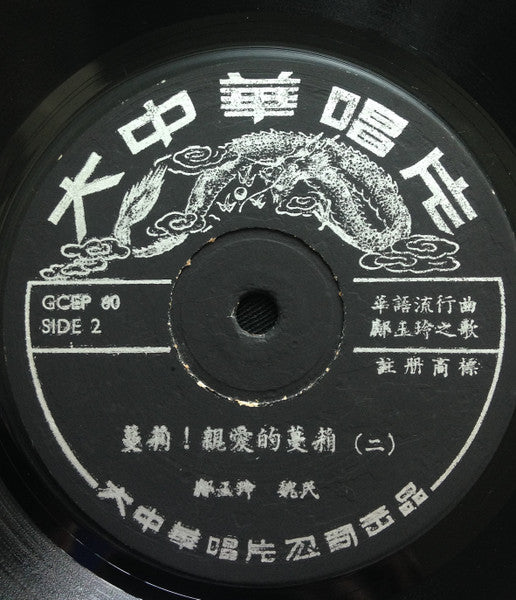 大中華唱片
GCEP
SIDE 2
華語流行曲
鄺玉玲之歌
註册商標
蔓莉!親愛的蔓莉 (二)
鄺玉玲 魏民
大中華唱片公司出品